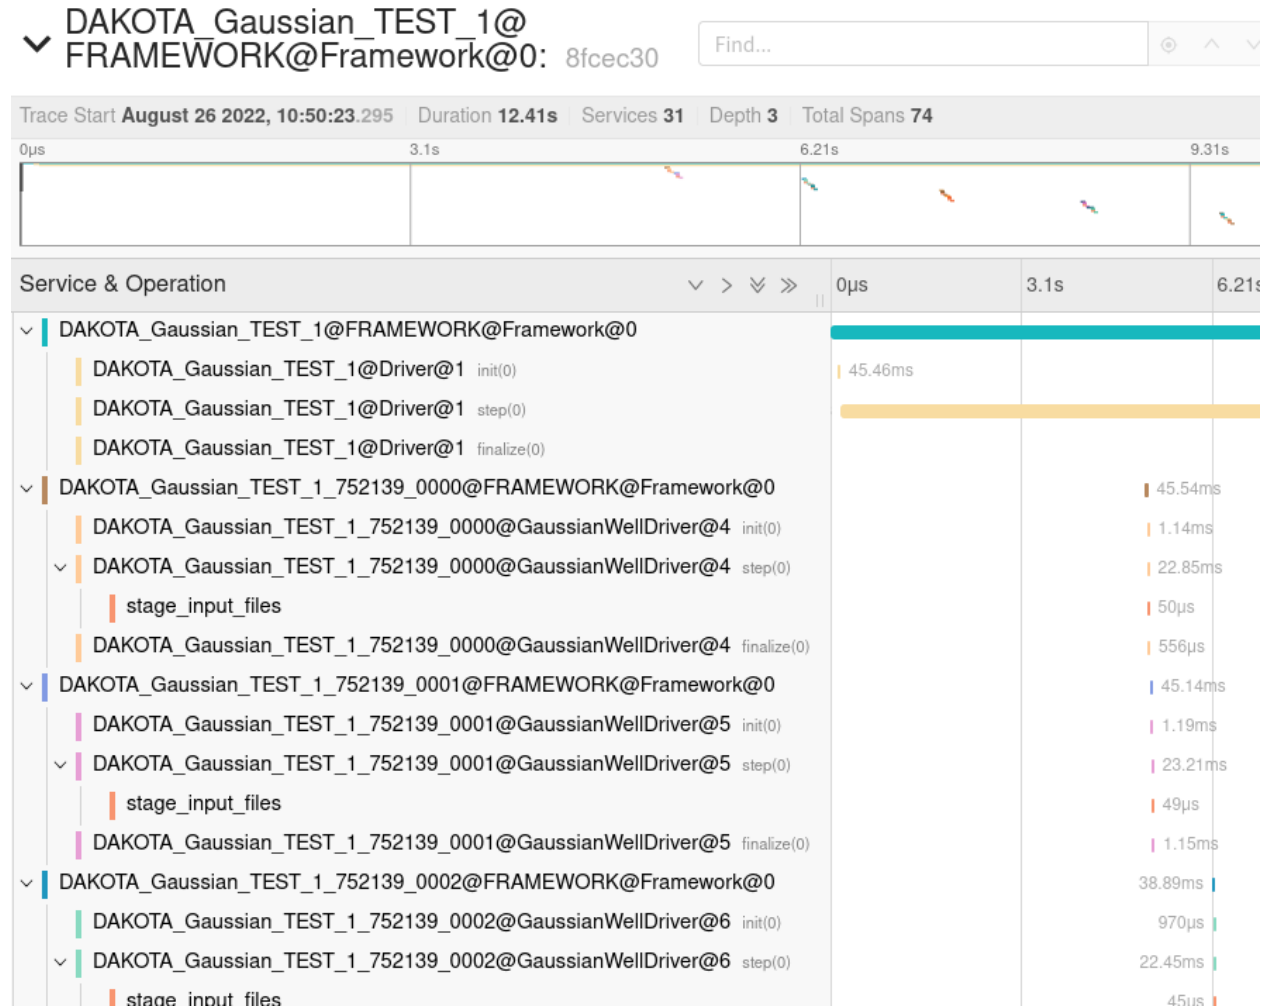 DAKOTA_Gaussian_TEST_1@
FRAMEWORK@Framework@0: 8fcec30
Find...
Trace Start August 26 2022, 10:50:23.295 Duration 12.41s Services 31 Depth 3 Total Spans 74
0µs 3.1s 6.21s 9.31s
Service & Operation 0µs 3.1s 6.21s
DAKOTA_Gaussian_TEST_1@FRAMEWORK@Framework@0
DAKOTA_Gaussian_TEST_1@Driver@1 init(0) 45.46ms
DAKOTA_Gaussian_TEST_1@Driver@1 step(0)
DAKOTA_Gaussian_TEST_1@Driver@1 finalize(0)
DAKOTA_Gaussian_TEST_1_752139_0000@FRAMEWORK@Framework@0 45.54ms
DAKOTA_Gaussian_TEST_1_752139_0000@GaussianWellDriver@4 init(0) 1.14ms
DAKOTA_Gaussian_TEST_1_752139_0000@GaussianWellDriver@4 step(0) 22.85ms
stage_input_files 50µs
DAKOTA_Gaussian_TEST_1_752139_0000@GaussianWellDriver@4 finalize(0) 556µs
DAKOTA_Gaussian_TEST_1_752139_0001@FRAMEWORK@Framework@0 45.14ms
DAKOTA_Gaussian_TEST_1_752139_0001@GaussianWellDriver@5 init(0) 1.19ms
DAKOTA_Gaussian_TEST_1_752139_0001@GaussianWellDriver@5 step(0) 23.21ms
stage_input_files 49µs
DAKOTA_Gaussian_TEST_1_752139_0001@GaussianWellDriver@5 finalize(0) 1.15ms
DAKOTA_Gaussian_TEST_1_752139_0002@FRAMEWORK@Framework@0 38.89ms
DAKOTA_Gaussian_TEST_1_752139_0002@GaussianWellDriver@6 init(0) 970µs
DAKOTA_Gaussian_TEST_1_752139_0002@GaussianWellDriver@6 step(0) 22.45ms
stage_input_files 45µs